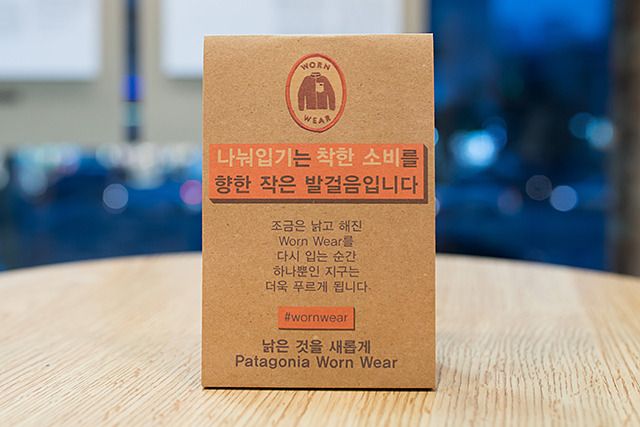 WORN
WEAR
나눠입기는 착한 소비를
향한 작은 발걸음입니다
조금은 낡고 해진
Worn Wear를
다시 입는 순간
하나뿐인 지구는
더욱 푸르게 됩니다
#wornwear
낡은 것을 새롭게
Patagonia Worn Wear